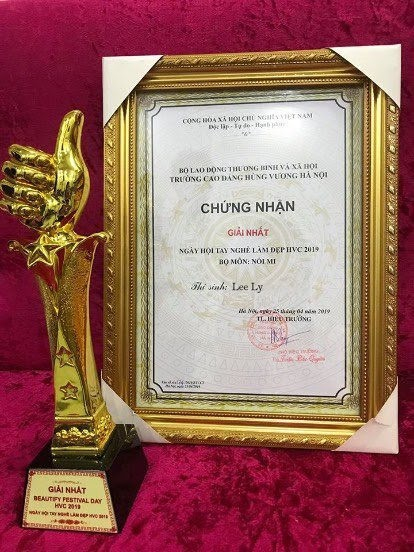 CỘNG HÒA XÃ HỘI CHỦ NGHĨA VIỆT NAM
Độc lập - Tự do - Hạnh phúc
BỘ LAO ĐỘNG THƯƠNG BINH VÀ XÃ HỘI
TRƯỜNG CAO ĐẲNG HÙNG VƯƠNG HÀ NỘI
CHỨNG NHẬN
GIẢI NHẤT
NGÀY HỘI TAY NGHỀ LÀM ĐẸP HVC 2019
BỘ MÔN: NỐI MI
Thí sinh: Lee Ly
Hà Nội, ngày 25 tháng 04 năm 2019
TL. HIỆU TRƯỞNG
PHÓ HIỆU TRƯỞNG
GIẢI NHẤT
BEAUTIFY FESTIVAL DAY
HVC 2019
NGÀY HỘI TAY NGHỀ LÀM ĐẸP HVC 2019